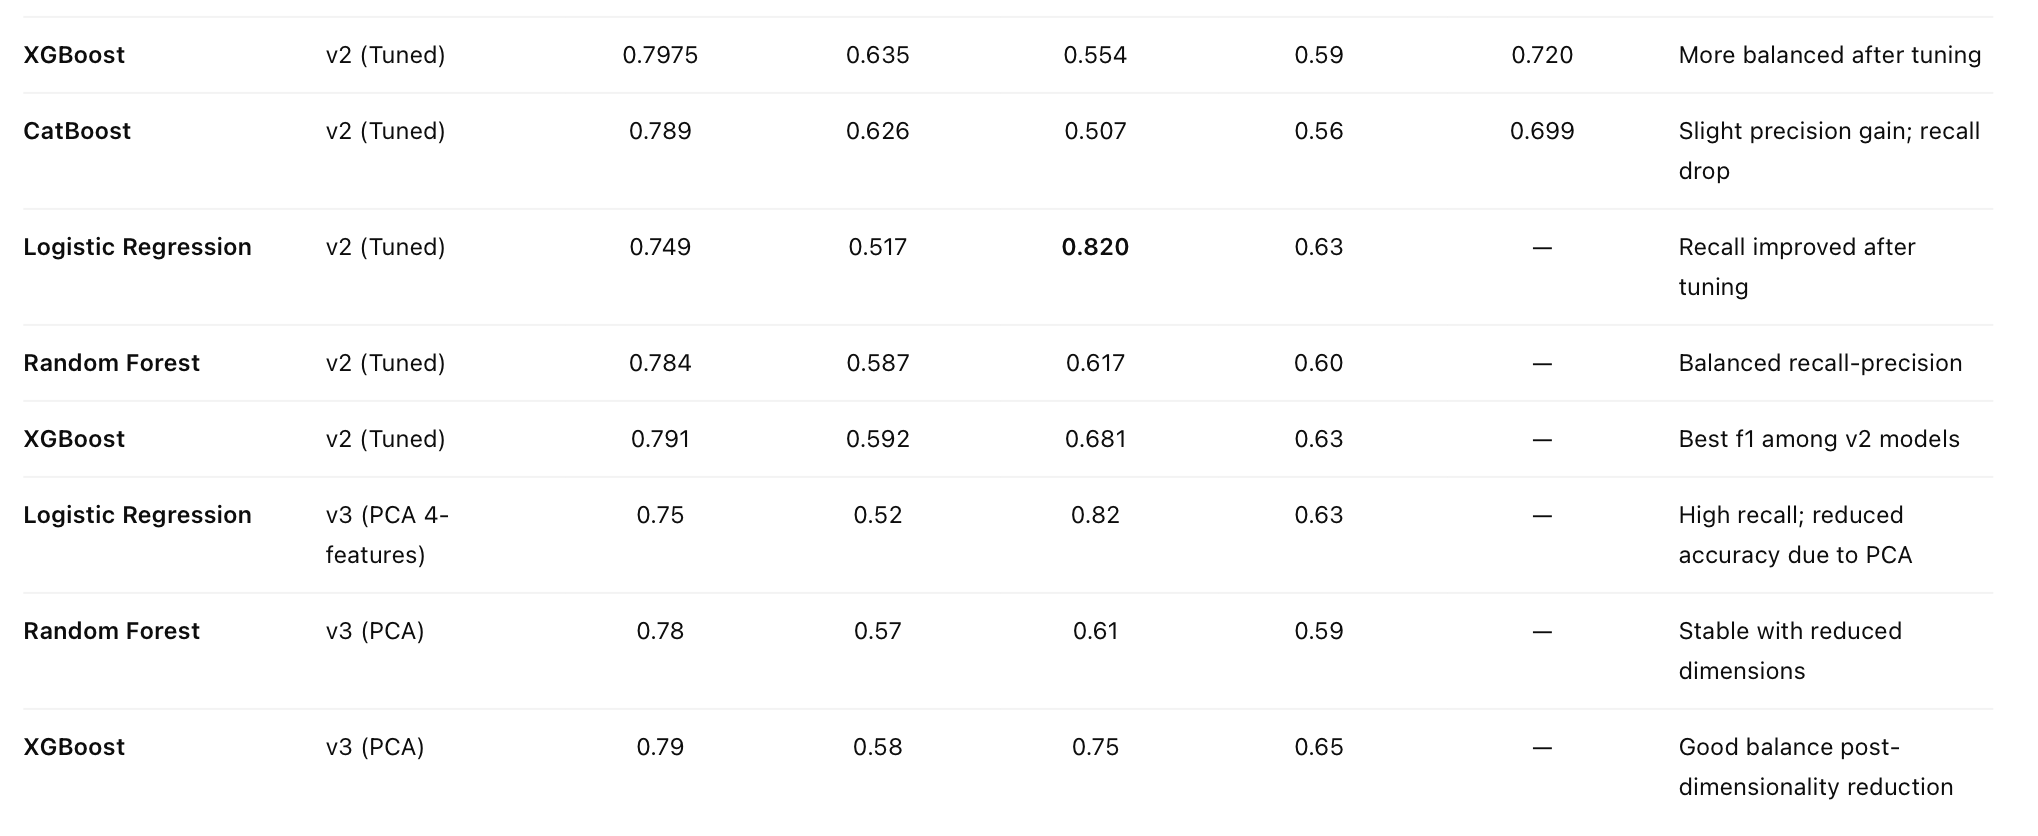 XGBoost v2 (Tuned) 0.7975 0.635 0.554 0.59 0.720 More balanced after tuning
CatBoost v2 (Tuned) 0.789 0.626 0.507 0.56 0.699 Slight precision gain; recall
drop
Logistic Regression v2 (Tuned) 0.749 0.517 0.820 0.63 — Recall improved after
tuning
Random Forest v2 (Tuned) 0.784 0.587 0.617 0.60 — Balanced recall-precision
XGBoost v2 (Tuned) 0.791 0.592 0.681 0.63 — Best f1 among v2 models
Logistic Regression v3 (PCA 4- 0.75 0.52 0.82 0.63 — High recall; reduced
features) accuracy due to PCA
Random Forest v3 (PCA) 0.78 0.57 0.61 0.59 — Stable with reduced
dimensions
XGBoost v3 (PCA) 0.79 0.58 0.75 0.65 — Good balance post-
dimensionality reduction